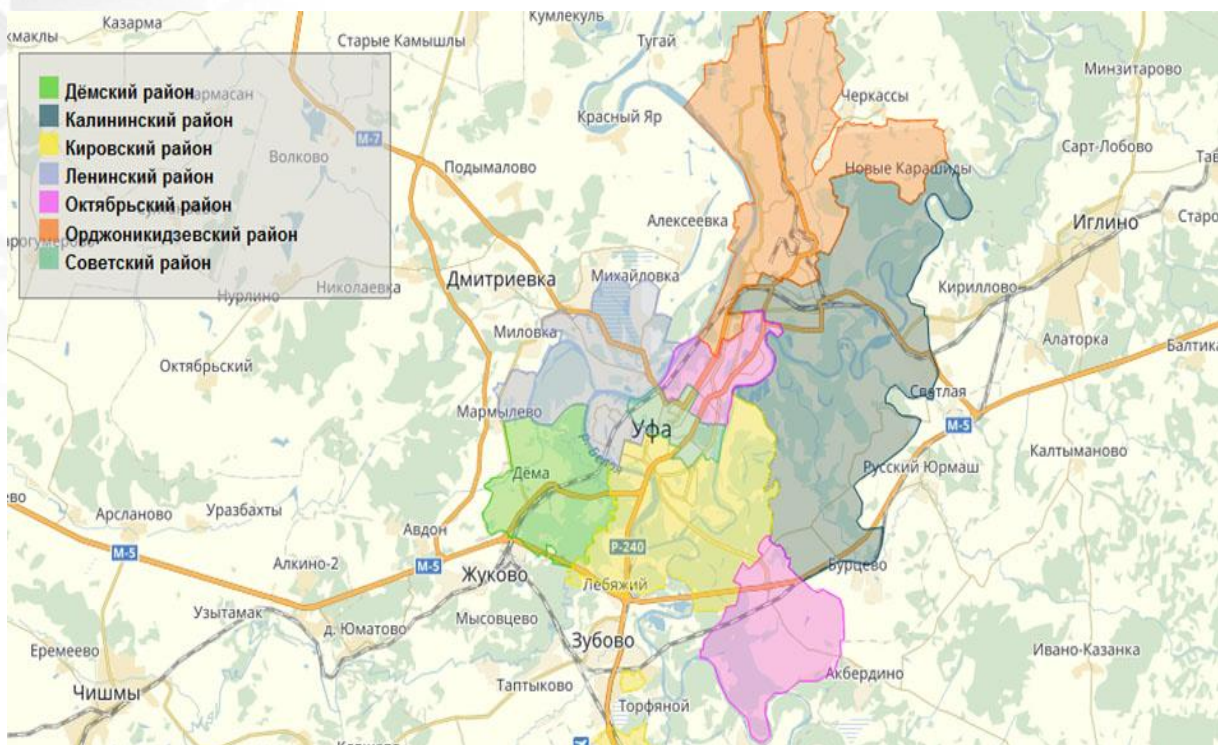 Казарма
Кумлекуль
Старые Камышлы
Тугай
Минзитарово
Дёмский район
Калининский район
Кировский район
Ленинский район
Октябрьский район
Орджоникидзевский район
Советский район
Черкассы
Красный Яр
М-7
Волково
Подымалово
Сарт-Лобово
Новые Карашиды
Алексеевка
Иглино
Дмитриевка
Михайловка
Николаевка
Нурлино
Кириллово
Миловка
Алаторка
Балтика
Октябрьский
Светлая
Мармылево
М-5
Уфа
Калтыманово
Дёма
Русский Юрмаш
Уразбахты
Арсланово
Авдон
М-5
Р-240
Алкино-2
М-5
Жуково
Бурцево
Лебяжий
Узытамак
Мысовцево
д. Юматово
Зубово
Еремеево
Ивано-Казанка
Акбердино
Таптыково
Чишмы
Торфяной